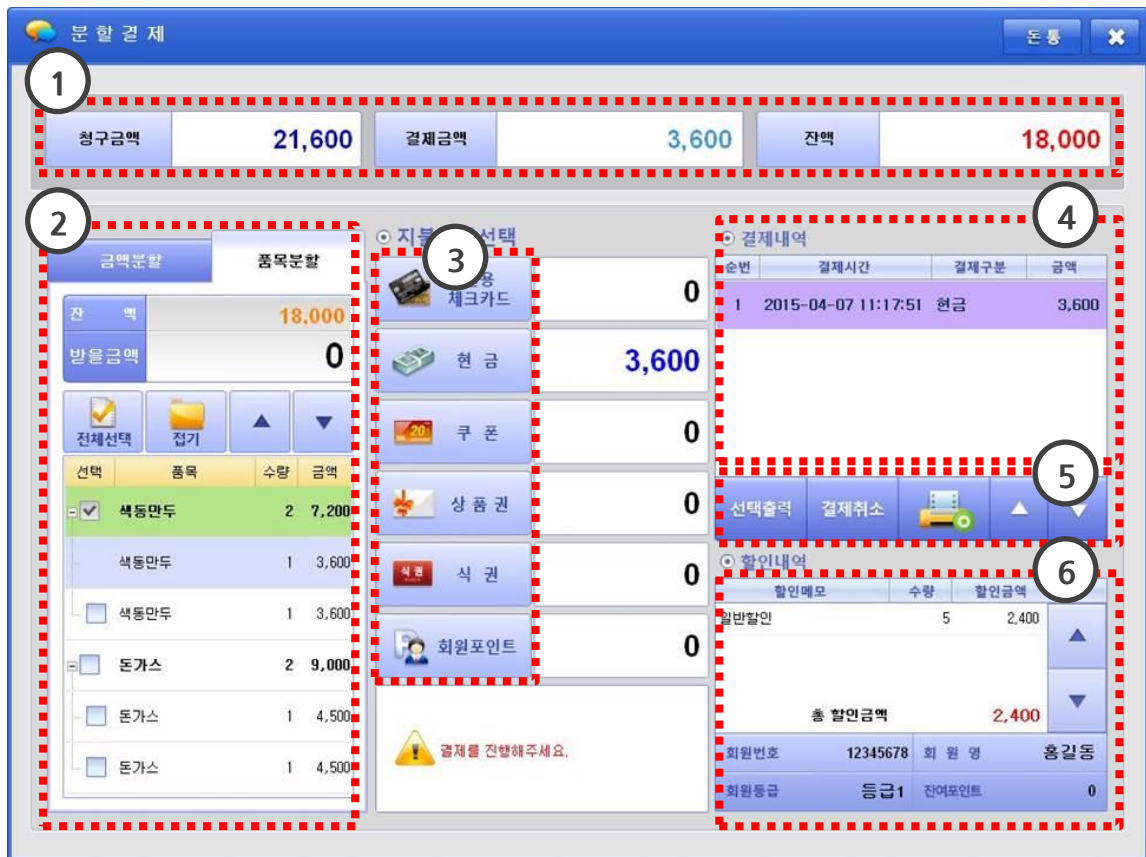 분할결제
돈통
1
청구금액 21,600 결제금액 3,600 잔액 18,000
2
금액분할 품목분할
잔 액 18,000
받을금액 0
전체선택 접기
선택 품목 수량 금액
색동만두 2 7,200
색동만두 1 3,600
색동만두 1 3,600
돈가스 2 9,000
돈가스 1 4,500
돈가스 1 4,500
지불 선택
3
체크카드 0
현 금 3,600
20
쿠 폰 0
상 품 권 0
식권
식 권 0
회원포인트 0
결제를 진행해주세요.
4
결제내역
순번 결제시간 결제구분 금액
1 2015-04-07 11:17:51 현금 3,600
5
선택출력 결제취소
할인내역
6
할인메모 수량 할인금액
일반할인 5 2,400
총 할인금액 2,400
회원번호 12345678 회 원 명 홍길동
회원등급 등급1 잔여포인트 0